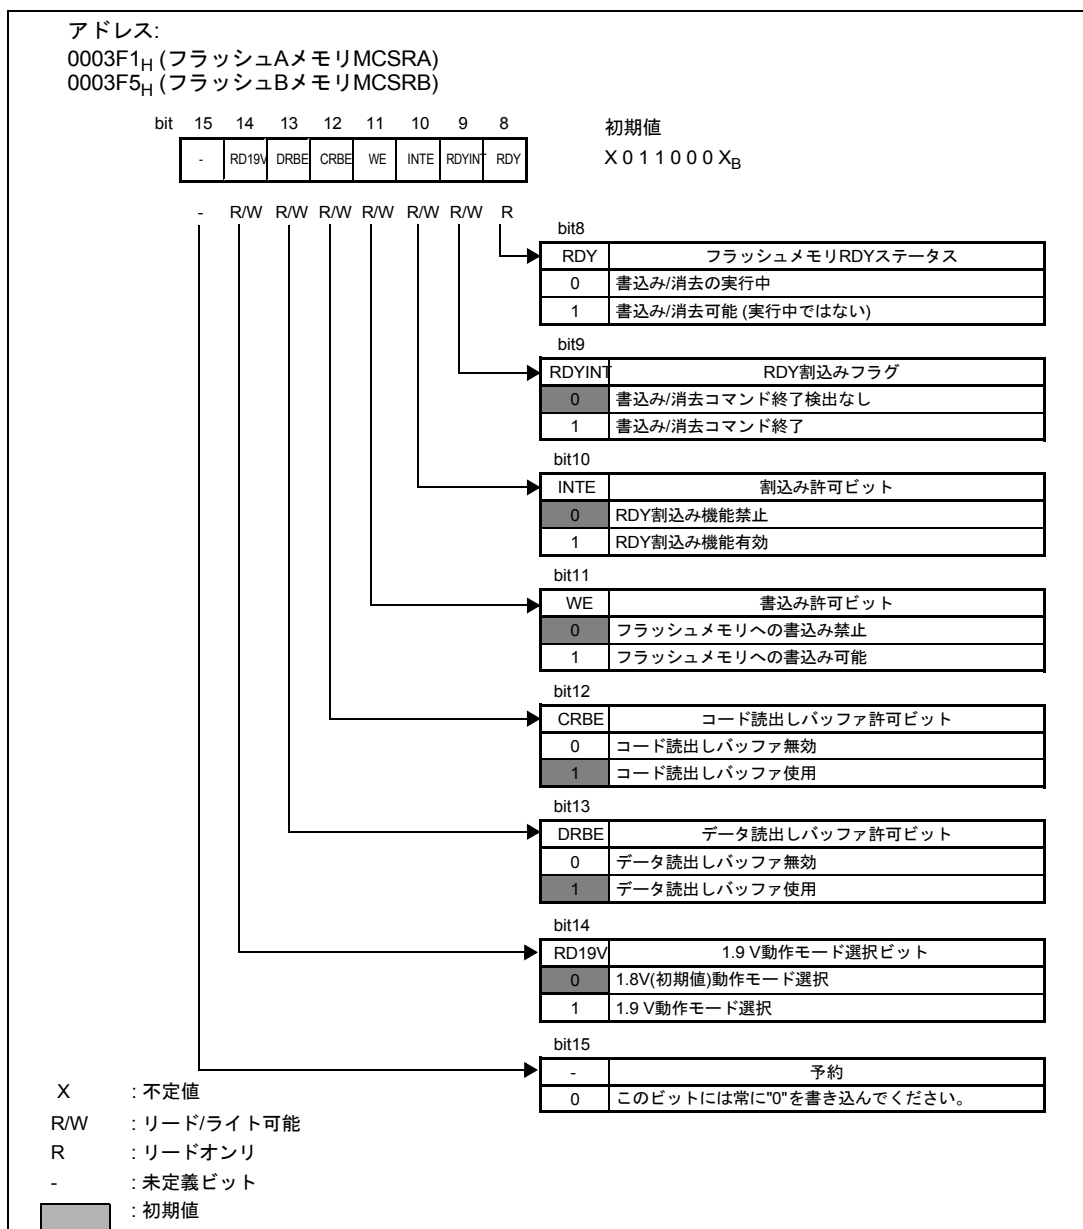 アドレス:
0003F1H (フラッシュAメモリMCSRA)
0003F5H (フラッシュBメモリMCSRB)
bit 15 14 13 12 11 10 9 8 初期値
- RD19V DRBE CRBE WE INTE RDYINT RDY X 0 1 1 0 0 0 XB
- R/W R/W R/W R/W R/W R/W R
bit8
RDY フラッシュメモリRDYステータス
0 書込み/消去の実行中
1 書込み/消去可能 (実行中ではない)
bit9
RDYINT RDY割込みフラグ
0 書込み/消去コマンド終了検出なし
1 書込み/消去コマンド終了
bit10
INTE 割込み許可ビット
0 RDY割込み機能禁止
1 RDY割込み機能有効
bit11
WE 書込み許可ビット
0 フラッシュメモリへの書込み禁止
1 フラッシュメモリへの書込み可能
bit12
CRBE コード読出しバッファ許可ビット
0 コード読出しバッファ無効
1 コード読出しバッファ使用
bit13
DRBE データ読出しバッファ許可ビット
0 データ読出しバッファ無効
1 データ読出しバッファ使用
bit14
RD19V 1.9 V動作モード選択ビット
0 1.8V(初期値)動作モード選択
1 1.9 V動作モード選択
bit15
- 予約
0 このビットには常に"0"を書き込んでください。
X : 不定値
R/W : リード/ライト可能
R : リードオンリ
- : 未定義ビット
: 初期値